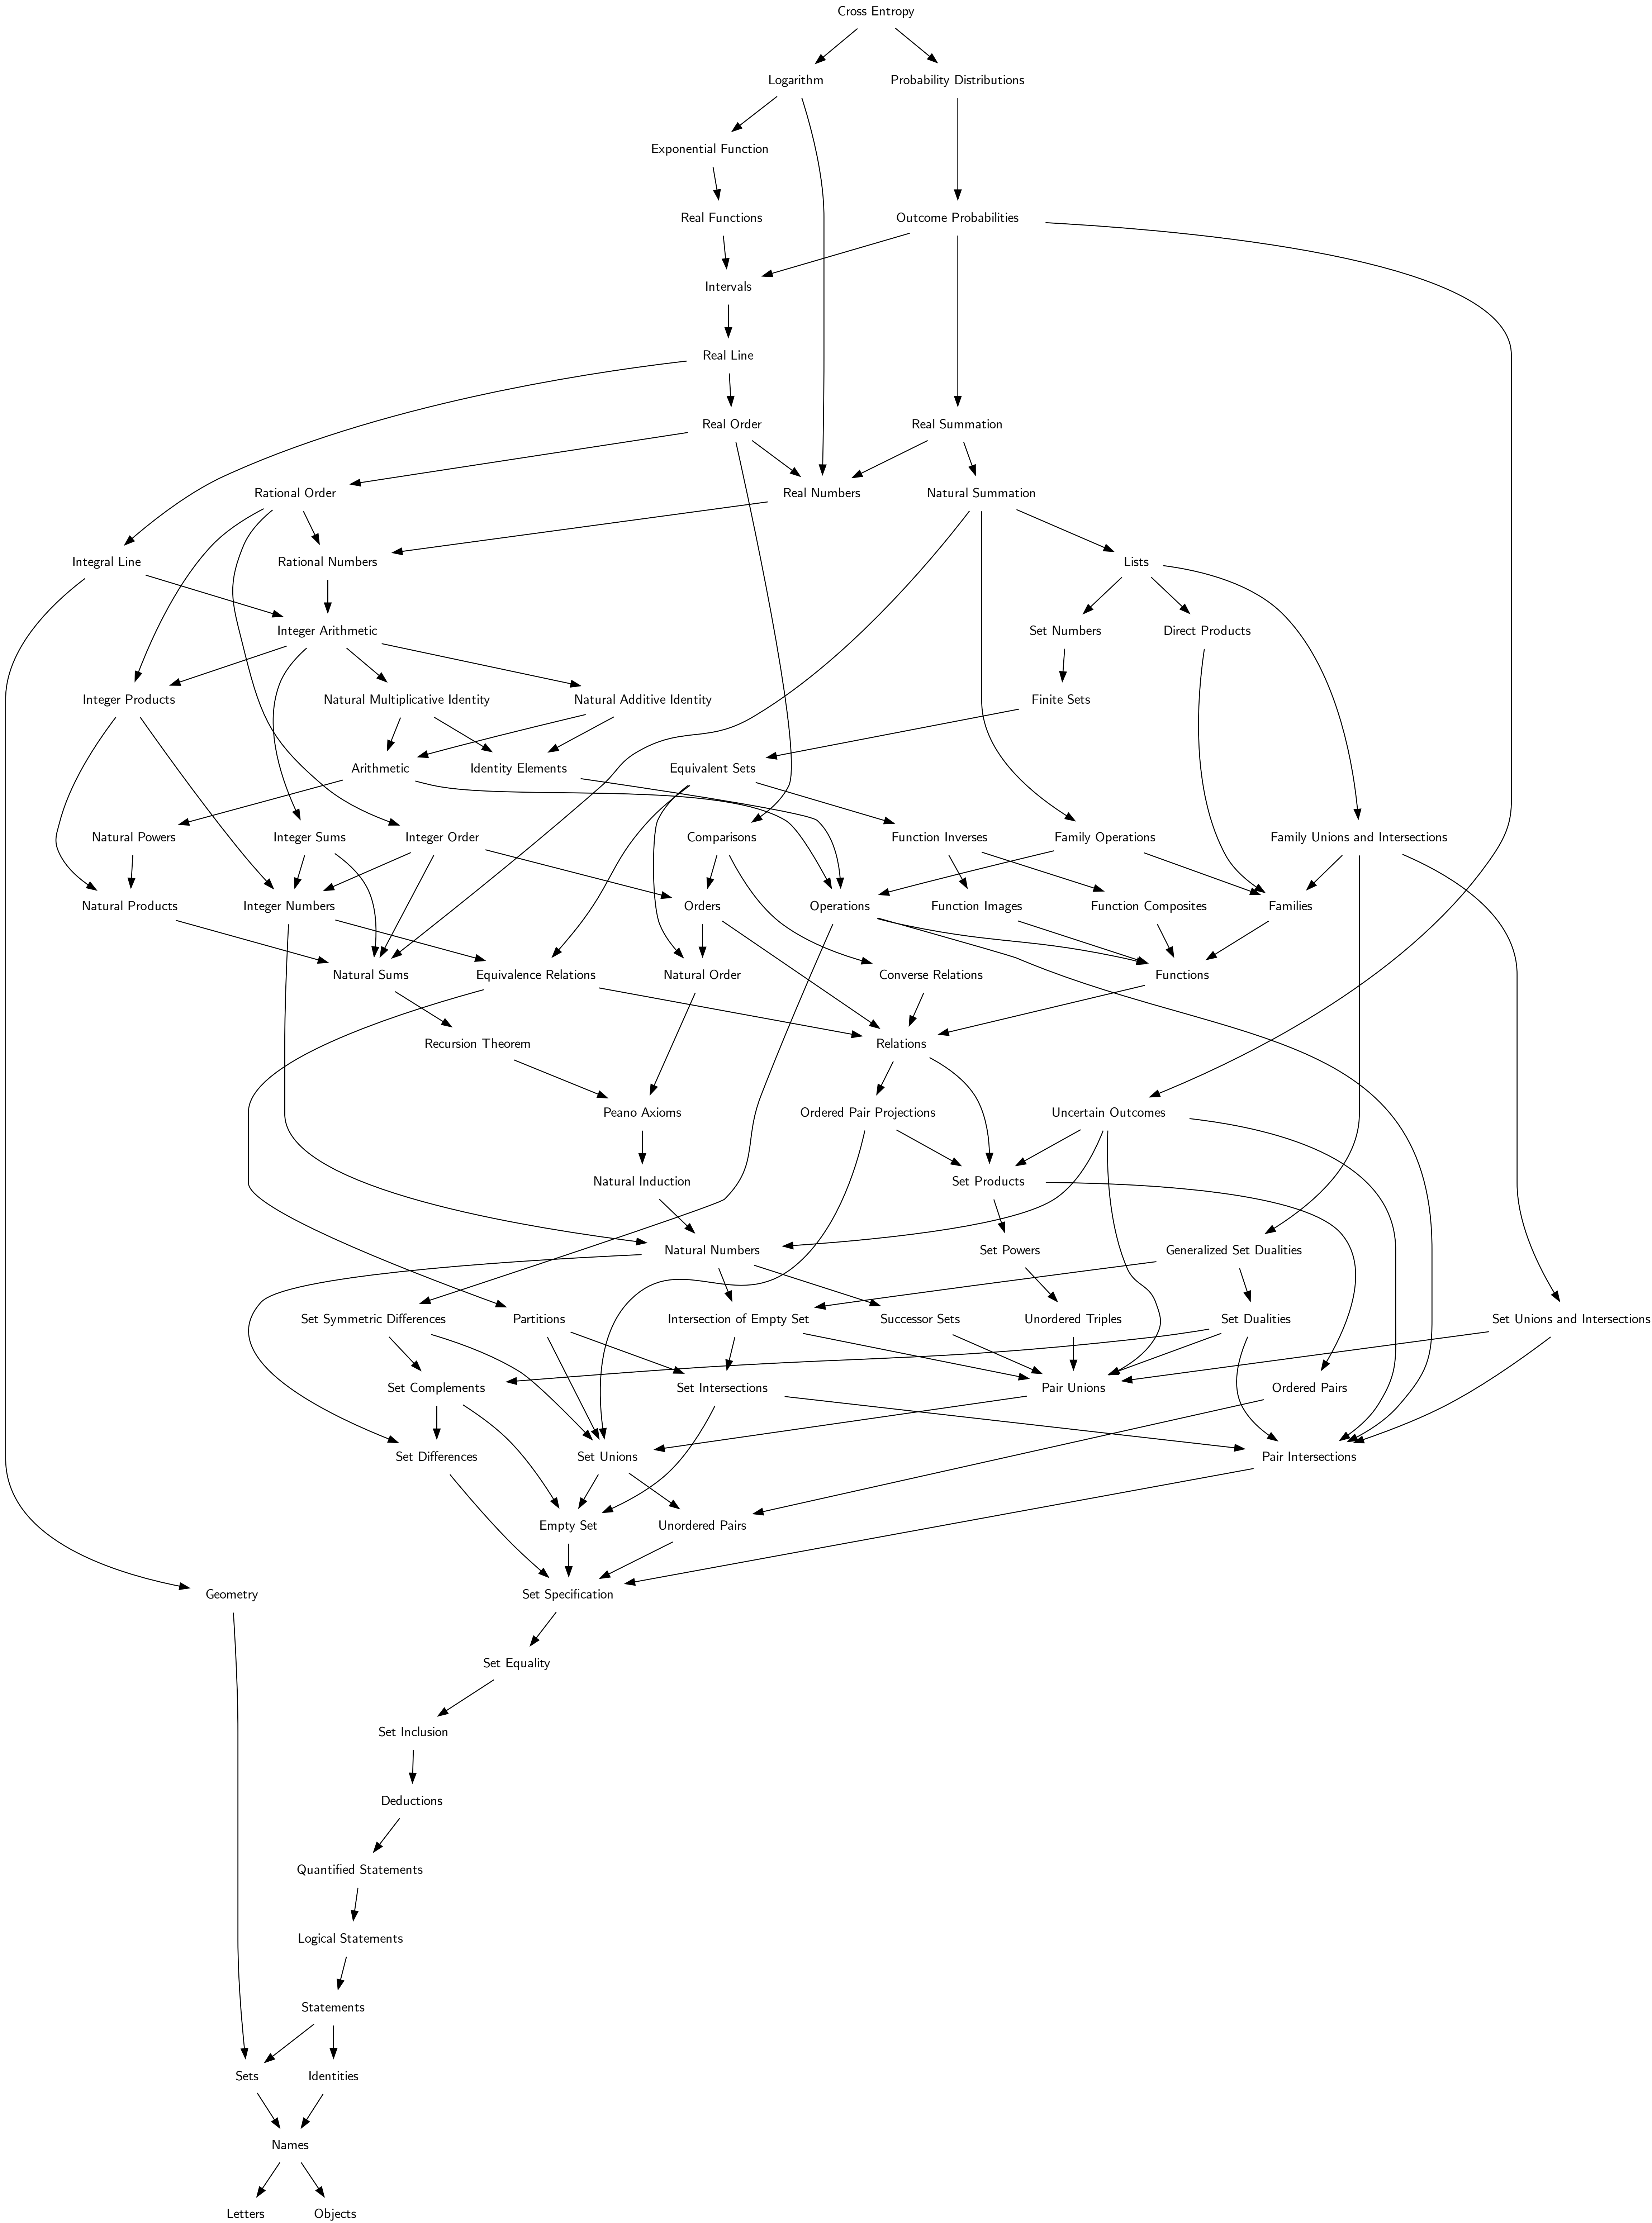 Cross Entropy
Logarithm
Probability Distributions
Exponential Function
Real Functions
Outcome Probabilities
Intervals
Real Line
Real Order
Real Summation
Rational Order
Real Numbers
Natural Summation
Integral Line
Rational Numbers
Lists
Integer Arithmetic
Set Numbers
Direct Products
Integer Products
Natural Multiplicative Identity
Natural Additive Identity
Finite Sets
Arithmetic
Identity Elements
Equivalent Sets
Natural Powers
Integer Sums
Integer Order
Comparisons
Function Inverses
Family Operations
Family Unions and Intersections
Natural Products
Integer Numbers
Orders
Operations
Function Images
Function Composites
Families
Natural Sums
Equivalence Relations
Natural Order
Converse Relations
Functions
Recursion Theorem
Relations
Peano Axioms
Ordered Pair Projections
Uncertain Outcomes
Natural Induction
Set Products
Natural Numbers
Set Powers
Generalized Set Dualities
Set Symmetric Differences
Partitions
Intersection of Empty Set
Successor Sets
Unordered Triples
Set Dualities
Set Unions and Intersections
Set Complements
Set Intersections
Pair Unions
Ordered Pairs
Set Differences
Set Unions
Pair Intersections
Empty Set
Unordered Pairs
Geometry
Set Specification
Set Equality
Set Inclusion
Deductions
Quantified Statements
Logical Statements
Statements
Sets
Identities
Names
Letters
Objects